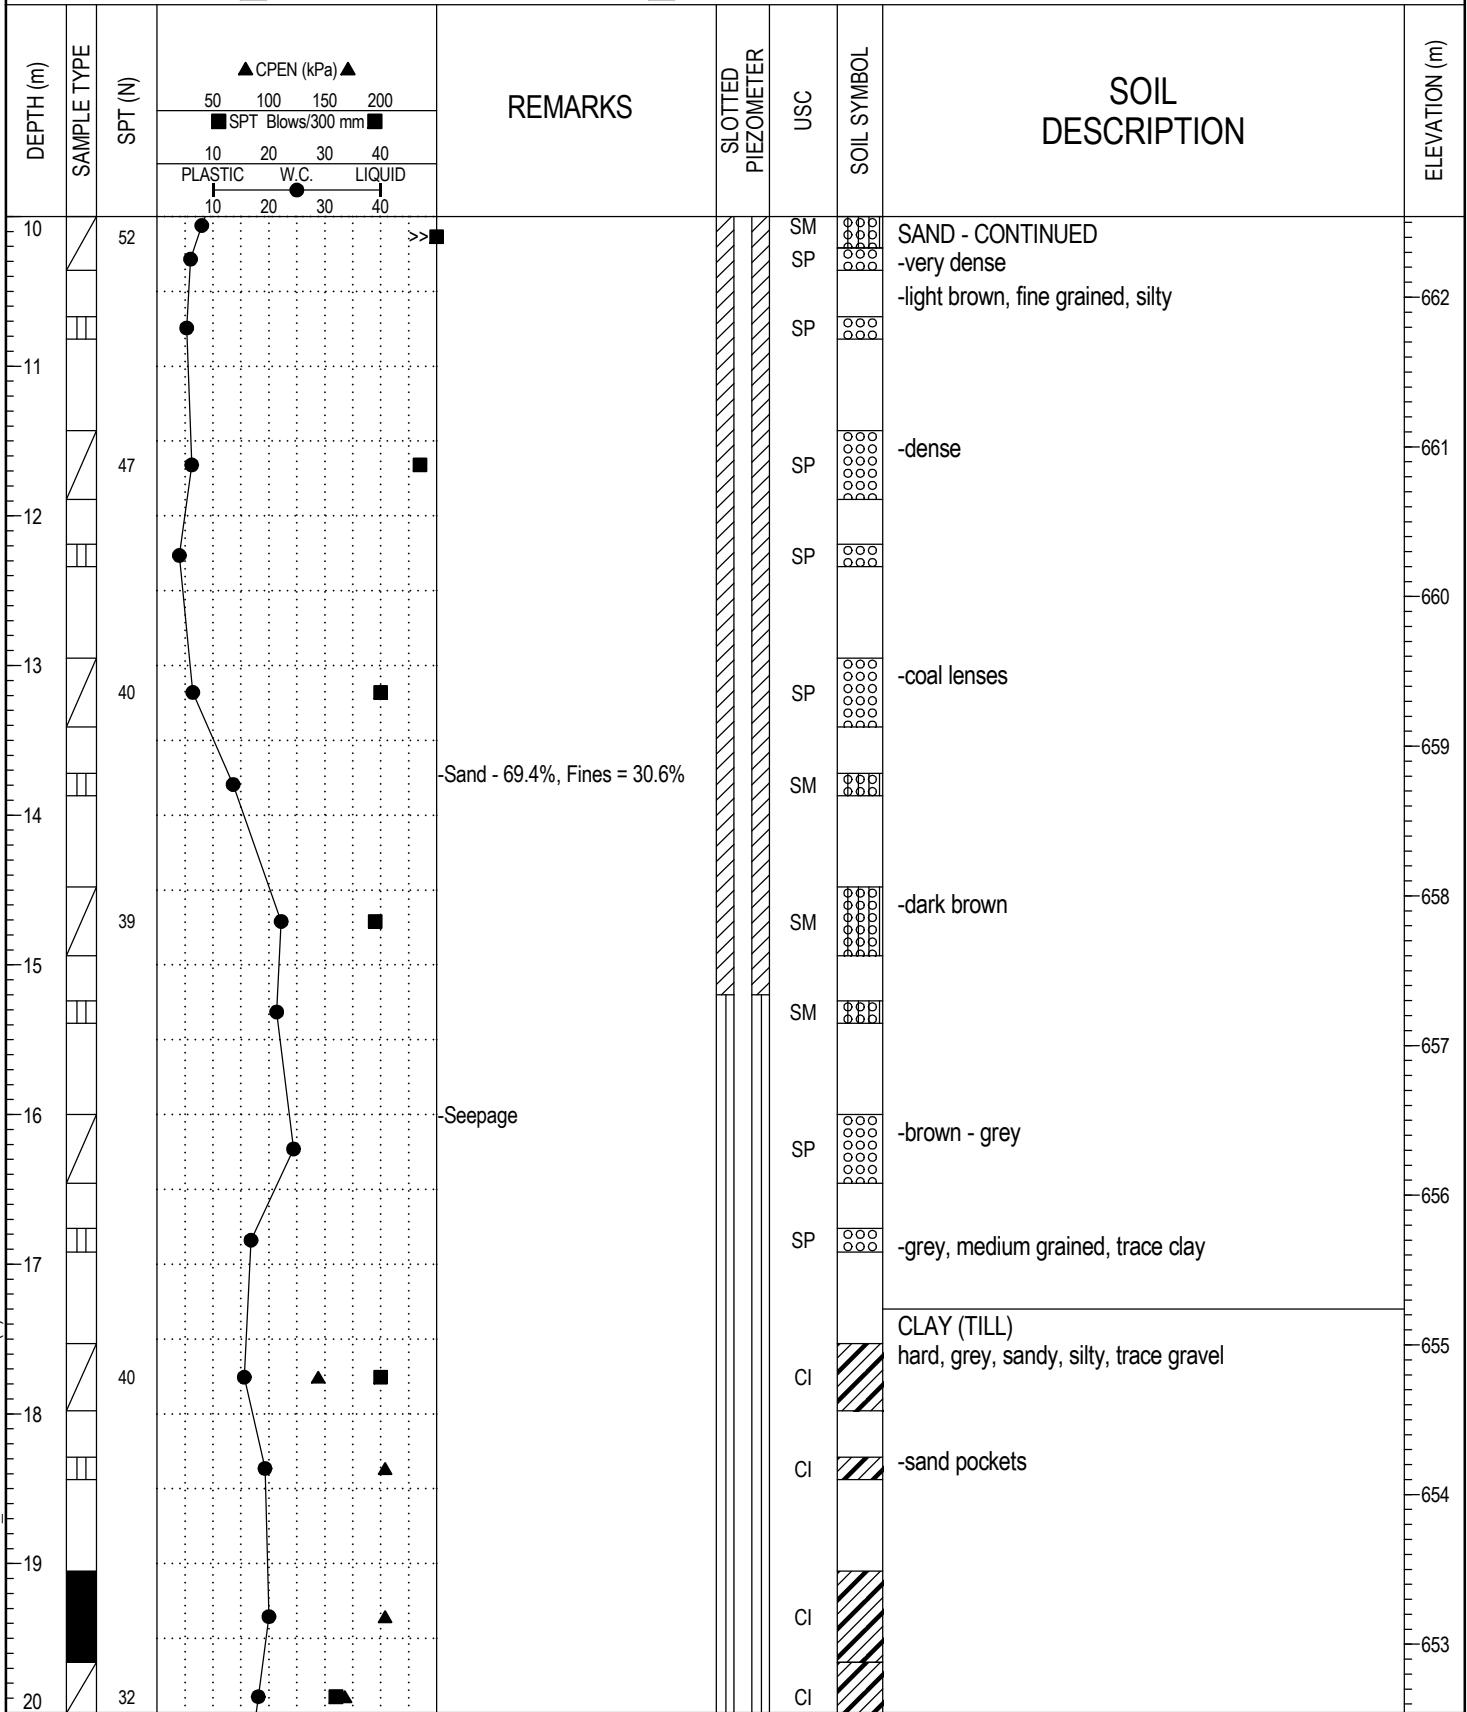 DEPTH (m)
SAMPLE TYPE
SPT (N)
▲ CPEN (kPa) ▲
50 100 150 200
■ SPT Blows/300 mm ■
10 20 30 40
PLASTIC W.C. LIQUID
10 20 30 40
REMARKS
SLOTTED
PIEZOMETER
USC
SOIL SYMBOL
SOIL
DESCRIPTION
ELEVATION (m)
10
52
>>
SM
SAND - CONTINUED
SP
-very dense
-light brown, fine grained, silty
662
SP
11
47
SP
-dense
661
12
SP
660
13
40
SP
-coal lenses
659
-Sand - 69.4%, Fines = 30.6%
SM
14
39
SM
-dark brown
658
15
SM
657
16
-Seepage
SP
-brown - grey
656
SP
-grey, medium grained, trace clay
17
CLAY (TILL)
655
hard, grey, sandy, silty, trace gravel
40
CI
18
CI
-sand pockets
654
19
CI
653
20
32
CI